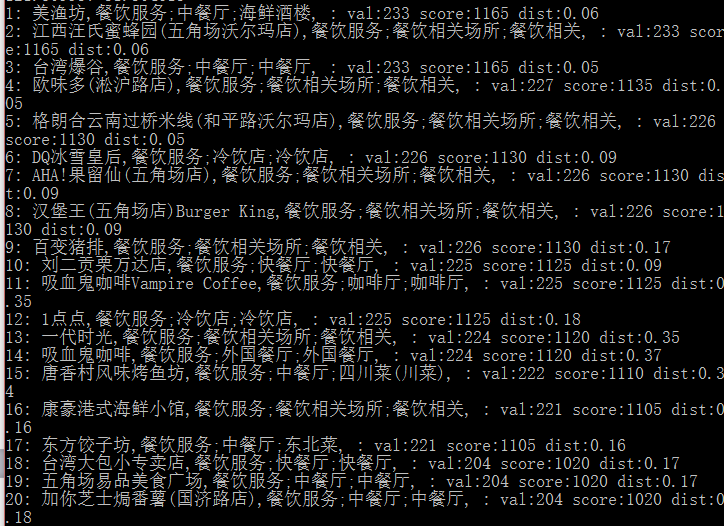 1: 美渔坊,餐饮服务;中餐厅;海鲜酒楼, : val:233 score:1165 dist:0.06
2: 江西汪氏蜜蜂园(五角场沃尔玛店),餐饮服务;餐饮相关场所;餐饮相关, : val:233 scor
e:1165 dist:0.06
3: 台湾爆谷,餐饮服务;中餐厅;中餐厅, : val:233 score:1165 dist:0.05
4: 欧味多(淞沪路店),餐饮服务;餐饮相关场所;餐饮相关, : val:227 score:1135 dist:0.
05
5: 格朗合云南过桥米线(和平路沃尔玛店),餐饮服务;餐饮相关场所;餐饮相关, : val:226
score:1130 dist:0.05
6: DQ冰雪皇后,餐饮服务;冷饮店;冷饮店, : val:226 score:1130 dist:0.09
7: AHA!果留仙(五角场店),餐饮服务;餐饮相关场所;餐饮相关, : val:226 score:1130 dis
t:0.09
8: 汉堡王(五角场店)Burger King,餐饮服务;餐饮相关场所;餐饮相关, : val:226 score:1
130 dist:0.09
9: 百变猪排,餐饮服务;餐饮相关场所;餐饮相关, : val:226 score:1130 dist:0.17
10: 刘二贡栗万达店,餐饮服务;快餐厅;快餐厅, : val:225 score:1125 dist:0.09
11: 吸血鬼咖啡Vampire Coffee,餐饮服务;咖啡厅;咖啡厅, : val:225 score:1125 dist:0
.35
12: 1点点,餐饮服务;冷饮店;冷饮店, : val:225 score:1125 dist:0.18
13: 一代时光,餐饮服务;餐饮相关场所;餐饮相关, : val:224 score:1120 dist:0.35
14: 吸血鬼咖啡,餐饮服务;外国餐厅;外国餐厅, : val:224 score:1120 dist:0.37
15: 唐香村风味烤鱼坊,餐饮服务;中餐厅;四川菜(川菜), : val:222 score:1110 dist:0.3
4
16: 康豪港式海鲜小馆,餐饮服务;餐饮相关场所;餐饮相关, : val:221 score:1105 dist:0
.16
17: 东方饺子坊,餐饮服务;中餐厅;东北菜, : val:221 score:1105 dist:0.16
18: 台湾大包小专卖店,餐饮服务;快餐厅;快餐厅, : val:204 score:1020 dist:0.17
19: 五角场易品美食广场,餐饮服务;中餐厅;中餐厅, : val:204 score:1020 dist:0.17
20: 加你芝士焗番薯(国济路店),餐饮服务;中餐厅;中餐厅, : val:204 score:1020 dist:0
.18